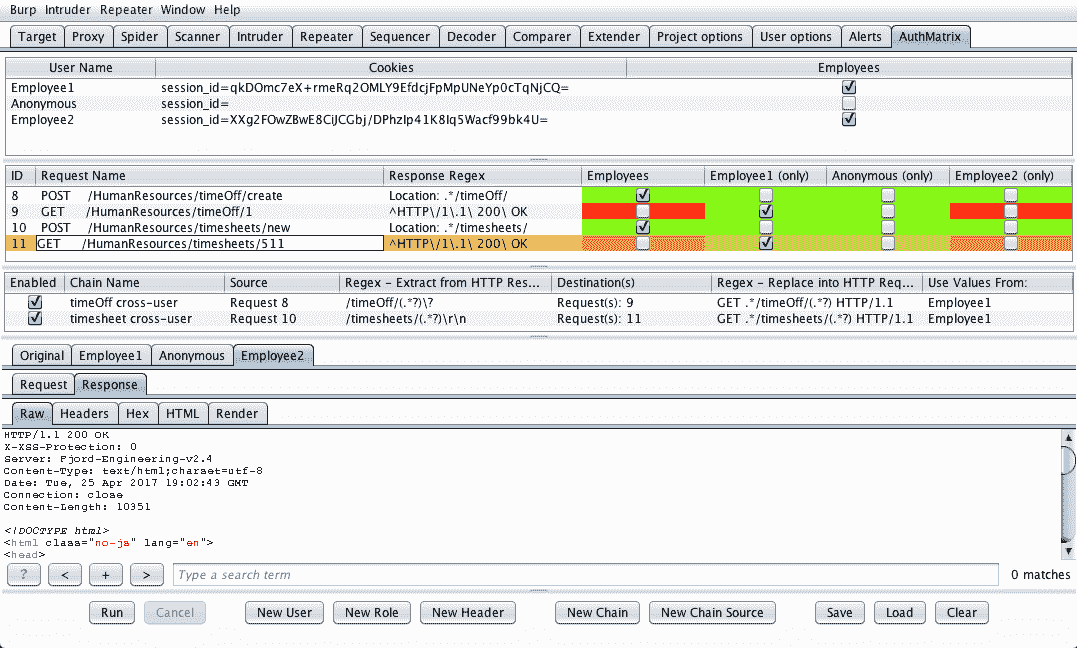 Burp Intruder Repeater Window Help
Target Proxy Spider Scanner Intruder Repeater Sequencer Decoder Comparer Extender Project options User options Alerts AuthMatrix
User Name Cookies Employees
Employee1 session_id=qkDOmc7eX+rmeRq2OMLY9EfdcjFpMpUNeYp0cTqNjCQ=
Anonymous session_id=
Employee2 session_id=XXg2FOwZBwE8CiJCGbj/DPhzIp41K8Iq5Wacf99bk4U=
ID Request Name Response Regex Employees Employee1 (only) Anonymous (only) Employee2 (only)
8 POST /HumanResources/timeOff/create Location: .*/timeOff/
9 GET /HumanResources/timeOff/1 ^HTTP\/1\.1\ 200\ OK
10 POST /HumanResources/timesheets/new Location: .*/timesheets/
11 GET /HumanResources/timesheets/511 ^HTTP\/1\.1\ 200\ OK
Enabled Chain Name Source Regex - Extract from HTTP Res... Destination(s) Regex - Replace into HTTP Req... Use Values From:
timeOff cross-user Request 8 /timeOff/(.*?)\? Request(s): 9 GET .*/timeOff/(.*?) HTTP/1.1 Employee1
timesheet cross-user Request 10 /timesheets/(.*?)\r\n Request(s): 11 GET .*/timesheets/(.*?) HTTP/1.1 Employee1
Original Employee1 Anonymous Employee2
Request Response
Raw Headers Hex HTML Render
HTTP/1.1 200 OK
X-XSS-Protection: 0
Server: Fjord-Engineering-v2.4
Content-Type: text/html;charset=utf-8
Date: Tue, 25 Apr 2017 19:02:43 GMT
Connection: close
Content-Length: 10351
<!DOCTYPE html>
<html class="no-js" lang="en">
<head>
? < + > Type a search term 0 matches
Run Cancel New User New Role New Header New Chain New Chain Source Save Load Clear